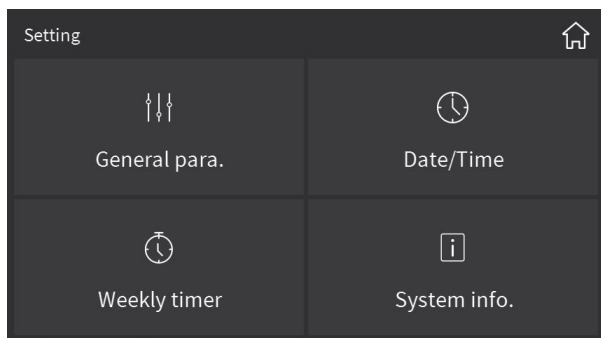 Setting
General para.
Date/Time
Weekly timer
System info.